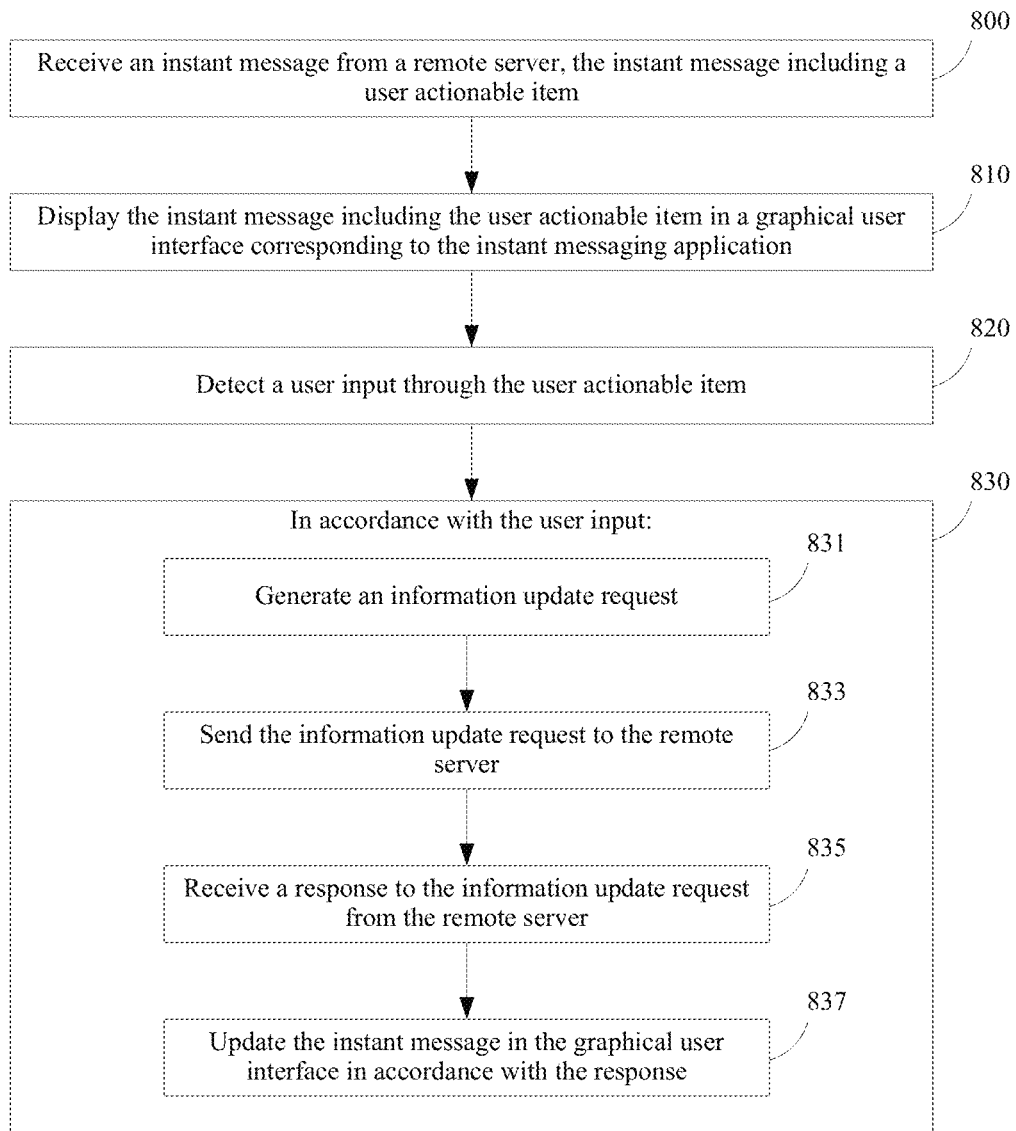 800
Receive an instant message from a remote server, the instant message including a
user actionable item
810
Display the instant message including the user actionable item in a graphical user
interface corresponding to the instant messaging application
820
Detect a user input through the user actionable item
830
In accordance with the user input:
831
Generate an information update request
833
Send the information update request to the remote
server
835
Receive a response to the information update request
from the remote server
837
Update the instant message in the graphical user
interface in accordance with the response